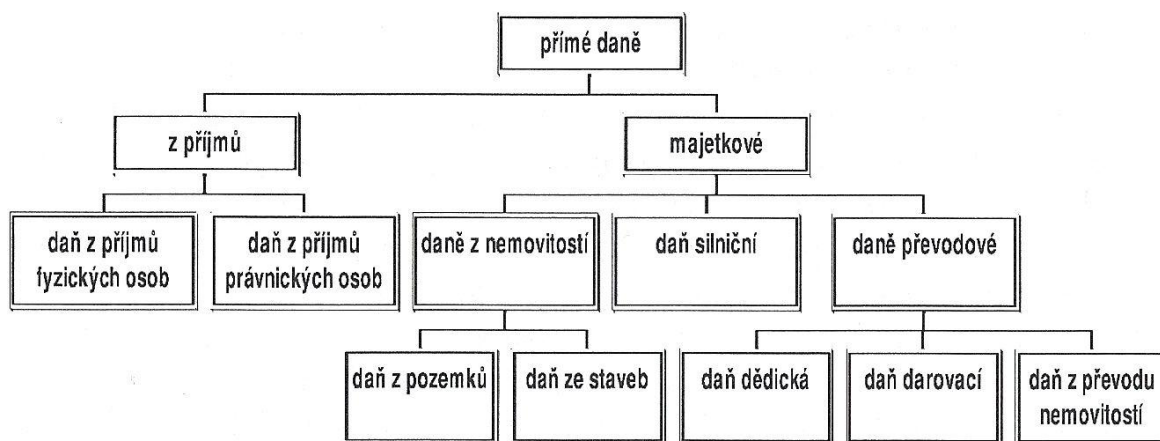 přímé daně
z příjmů
majetkové
daň z příjmů
fyzických osob
daň z příjmů
právnických osob
daně z nemovitostí
daň silniční
daně převodové
daň z pozemků
daň ze staveb
daň dědická
daň darovací
daň z převodu
nemovitostí